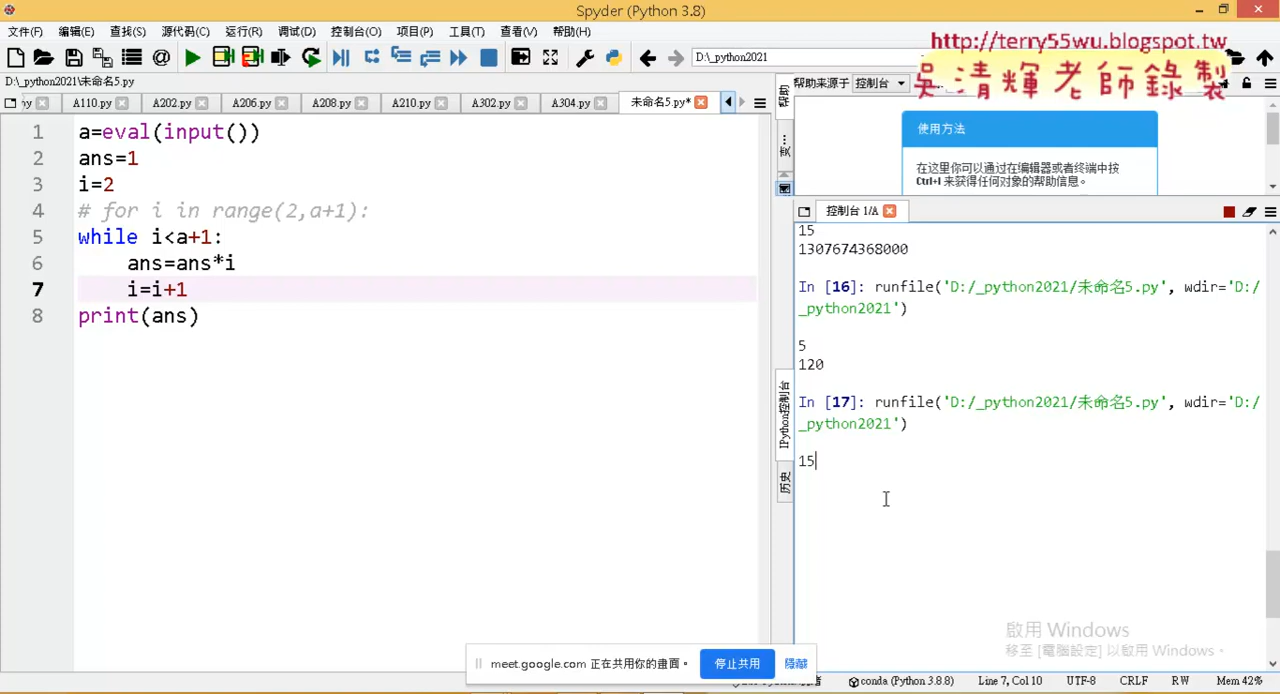 Spyder (Python 3.8)
文件(F) 编辑(E) 查找(S) 源代码(C) 运行(R) 调试(D) 控制台(O) 项目(P) 工具(T) 查看(V) 帮助(H)
D:\_python2021
http://terry55wu.blogspot.tw
吳清輝老師錄製
D:\_python2021\未命名5.py
A110.py A202.py A206.py A208.py A210.py A302.py A304.py 未命名5.py*
1 a=eval(input())
2 ans=1
3 i=2
4 # for i in range(2,a+1):
5 while i<a+1:
6 ans=ans*i
7 i=i+1
8 print(ans)
帮助来源于 控制台
使用方法
在这里你可以通过在编辑器或者终端中按
Ctrl+I 来获得任何对象的帮助信息。
帮助
控制台 1/A
15
1307674368000
In [16]: runfile('D:/_python2021/未命名5.py', wdir='D:/
_python2021')
5
120
In [17]: runfile('D:/_python2021/未命名5.py', wdir='D:/
_python2021')
15
IPython控制台
历史
啟用 Windows
移至 [電腦設定] 以啟用 Windows。
meet.google.com 正在共用你的畫面。 停止共用 隱藏
conda (Python 3.8.8) Line 7, Col 10 UTF-8 CRLF RW Mem 42%